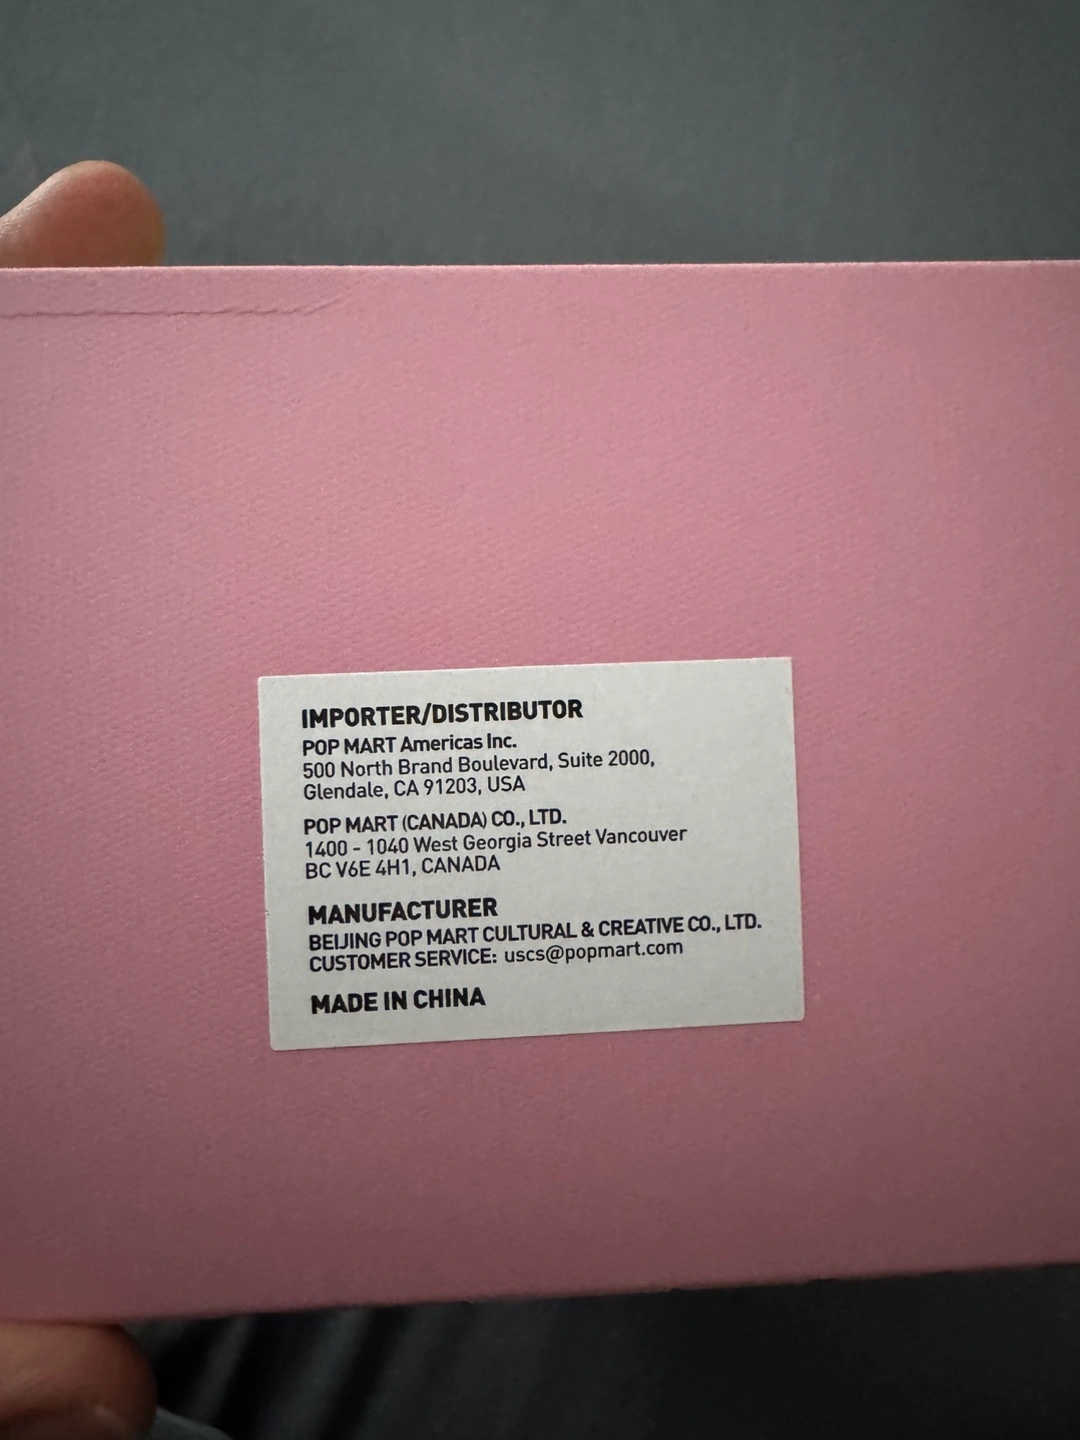 IMPORTER/DISTRIBUTOR
POP MART Americas Inc.
500 North Brand Boulevard, Suite 2000,
Glendale, CA 91203, USA
POP MART (CANADA) CO., LTD.
1400 - 1040 West Georgia Street Vancouver
BC V6E 4H1, CANADA
MANUFACTURER
BEIJING POP MART CULTURAL & CREATIVE CO., LTD.
CUSTOMER SERVICE: uscs@popmart.com
MADE IN CHINA